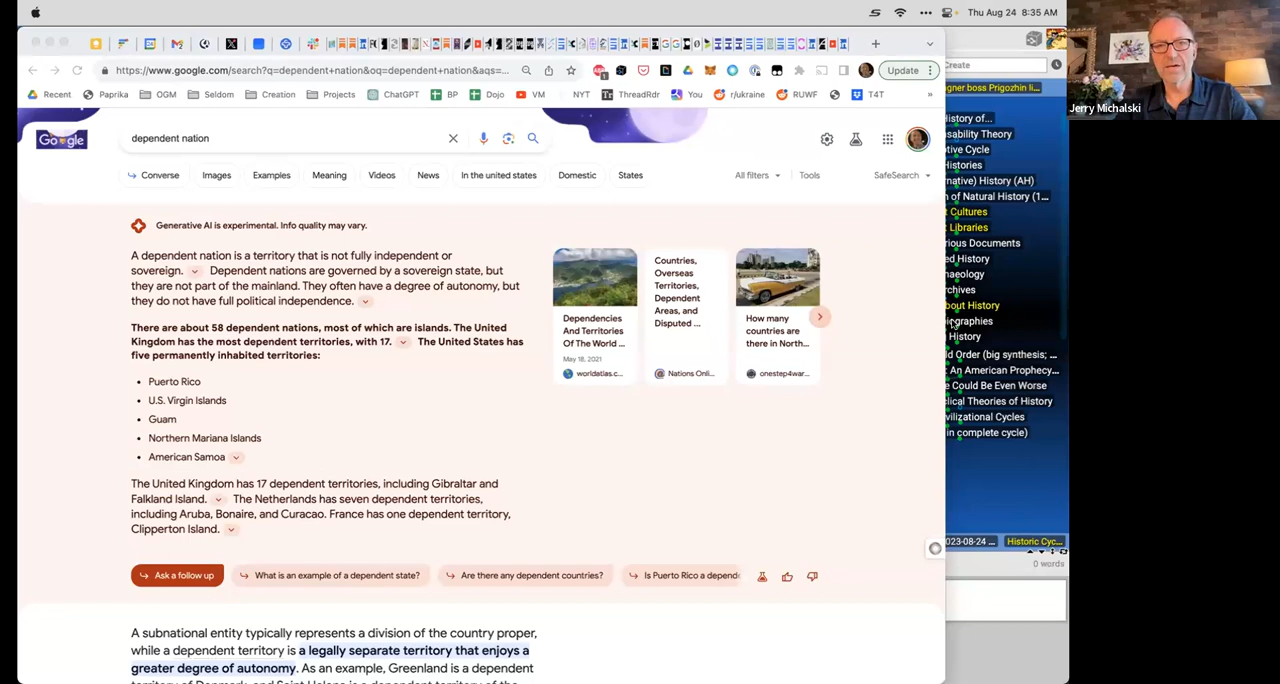 Thu Aug 24 8:35 AM
https://www.google.com/search?q=dependent+nation&oq=dependent+nation&aqs=...
Update
Recent
Paprika
OGM
Seldom
Creation
Projects
ChatGPT
BP
Dojo
VM
NYT
ThreadRdr
You
r/ukraine
RUWF
T4T
»
Google
dependent nation
Converse
Images
Examples
Meaning
Videos
News
In the united states
Domestic
States
All filters
Tools
SafeSearch
Generative AI is experimental. Info quality may vary.
A dependent nation is a territory that is not fully independent or
sovereign. Dependent nations are governed by a sovereign state, but
they are not part of the mainland. They often have a degree of autonomy, but
they do not have full political independence.
There are about 58 dependent nations, most of which are islands. The United
Kingdom has the most dependent territories, with 17. The United States has
five permanently inhabited territories:
• Puerto Rico
• U.S. Virgin Islands
• Guam
• Northern Mariana Islands
• American Samoa
The United Kingdom has 17 dependent territories, including Gibraltar and
Falkland Island. The Netherlands has seven dependent territories,
including Aruba, Bonaire, and Curacao. France has one dependent territory,
Clipperton Island.
Dependencies
And Territories
Of The World ...
May 18, 2021
worldatlas.c...
Countries,
Overseas
Territories,
Dependent
Areas, and
Disputed ...
Nations Onli...
How many
countries are
there in North...
onestep4war...
Ask a follow up
What is an example of a dependent state?
Are there any dependent countries?
Is Puerto Rico a depend
A subnational entity typically represents a division of the country proper,
while a dependent territory is a legally separate territory that enjoys a
greater degree of autonomy. As an example, Greenland is a dependent
Create
gner boss Prigozhin li...
History of...
sability Theory
ptive Cycle
Histories
native) History (AH)
n of Natural History (1...
t Cultures
t Libraries
rious Documents
ed History
haeology
rchives
bout History
iographies
History
ld Order (big synthesis; ...
: An American Prophecy...
e Could Be Even Worse
clical Theories of History
vilizational Cycles
in complete cycle)
023-08-24 ...
Historic Cyc...
0 words
Jerry Michalski